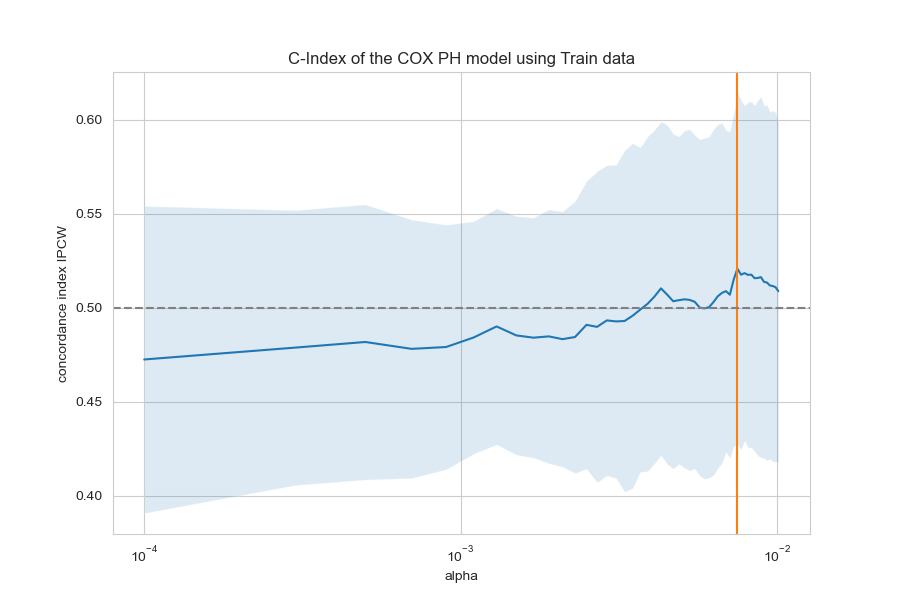 C-Index of the COX PH model using Train data
concordance index IPCW
0.60
0.55
0.50
0.45
0.40
10⁻⁴ 10⁻³ 10⁻²
alpha